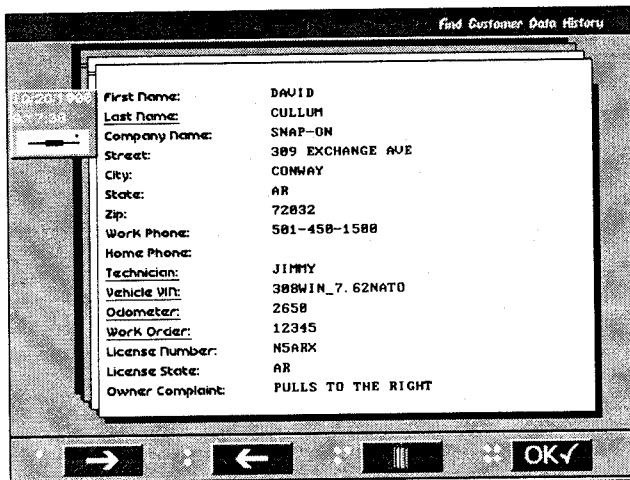 Find Customer Data History
First Name: DAVID
Last Name: CULLUM
Company Name: SNAP-ON
Street: 309 EXCHANGE AVE
City: CONWAY
State: AR
Zip: 72032
Work Phone: 501-450-1500
Home Phone:
Technician: JIMMY
Vehicle VIN: 308WIN_7.62NATO
Odometer: 2650
Work Order: 12345
License Number: N5ARX
License State: AR
Owner Complaint: PULLS TO THE RIGHT
OK✓